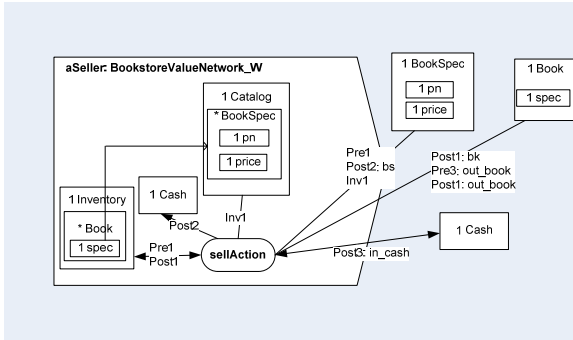 aSeller: BookstoreValueNetwork_W
1 BookSpec
1 pn
1 price
1 Book
1 spec
1 Catalog
* BookSpec
1 pn
1 price
1 Inventory
* Book
1 spec
1 Cash
Post2
Inv1
Pre1
Post1
sellAction
Pre1
Post2: bs
Inv1
Post1: bk
Pre3: out_book
Post1: out_book
1 Cash
Post3: in_cash